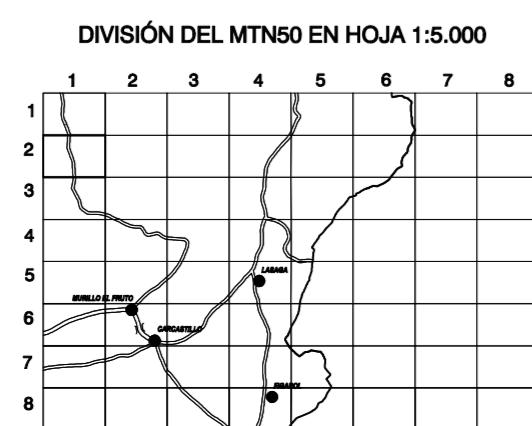 DIVISIÓN DEL MTN50 EN HOJA 1:5.000
1 2 3 4 5 6 7 8
1
2
3
4
5
LASAGA
MURILLO EL FRUTO
6
CARCASTILLO
7
FIGAROL
8